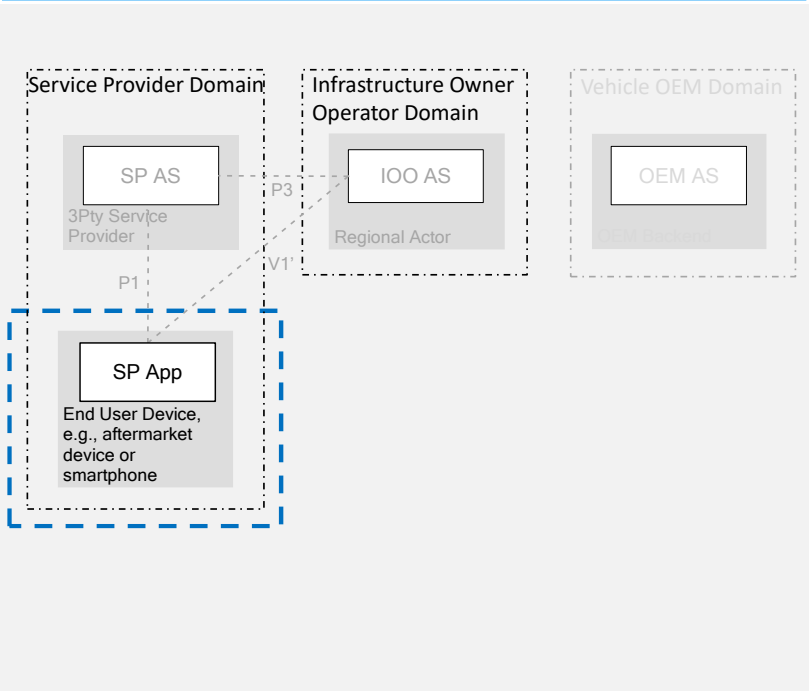 Service Provider Domain
Infrastructure Owner
Operator Domain
Vehicle OEM Domain
SP AS
IOO AS
OEM AS
P3
3Pty Service
Provider
Regional Actor
OEM Backend
V1'
P1
SP App
End User Device,
e.g., aftermarket
device or
smartphone